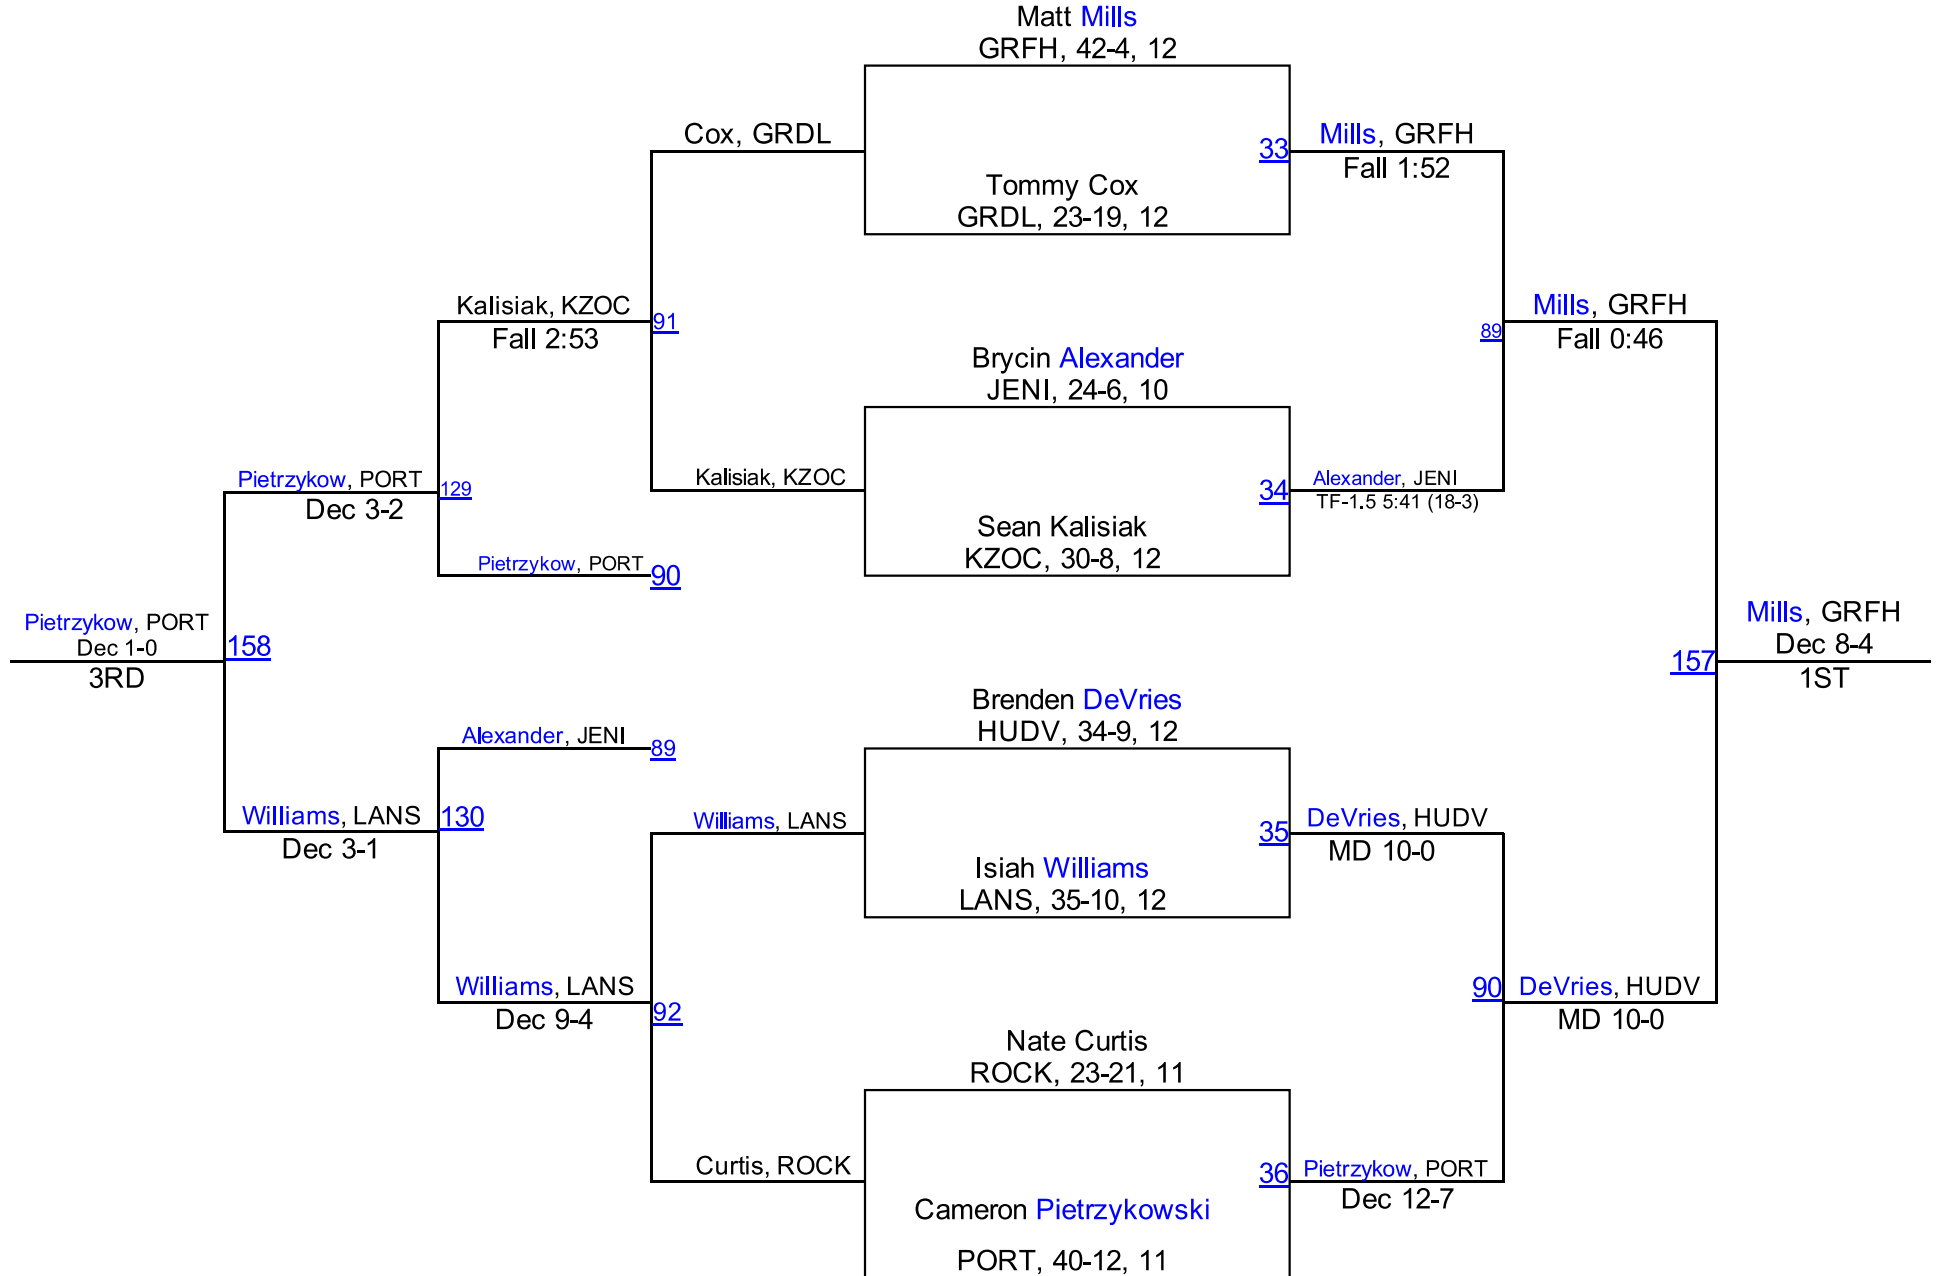 Matt Mills
GRFH, 42-4, 12
Cox, GRDL
33
Mills, GRFH
Fall 1:52
Tommy Cox
GRDL, 23-19, 12
Kalisiak, KZOC
Fall 2:53
91
89
Mills, GRFH
Fall 0:46
Brycin Alexander
JENI, 24-6, 10
Pietrzykow, PORT
Dec 3-2
129
Kalisiak, KZOC
34
Alexander, JENI
TF-1.5 5:41 (18-3)
Sean Kalisiak
KZOC, 30-8, 12
Pietrzykow, PORT
90
Pietrzykow, PORT
Dec 1-0
3RD
158
157
Mills, GRFH
Dec 8-4
1ST
Brenden DeVries
HUDV, 34-9, 12
Alexander, JENI
89
Williams, LANS
Dec 3-1
130
Williams, LANS
35
DeVries, HUDV
MD 10-0
Isiah Williams
LANS, 35-10, 12
Williams, LANS
Dec 9-4
92
90
DeVries, HUDV
MD 10-0
Nate Curtis
ROCK, 23-21, 11
Curtis, ROCK
36
Pietrzykow, PORT
Dec 12-7
Cameron Pietrzykowski
PORT, 40-12, 11